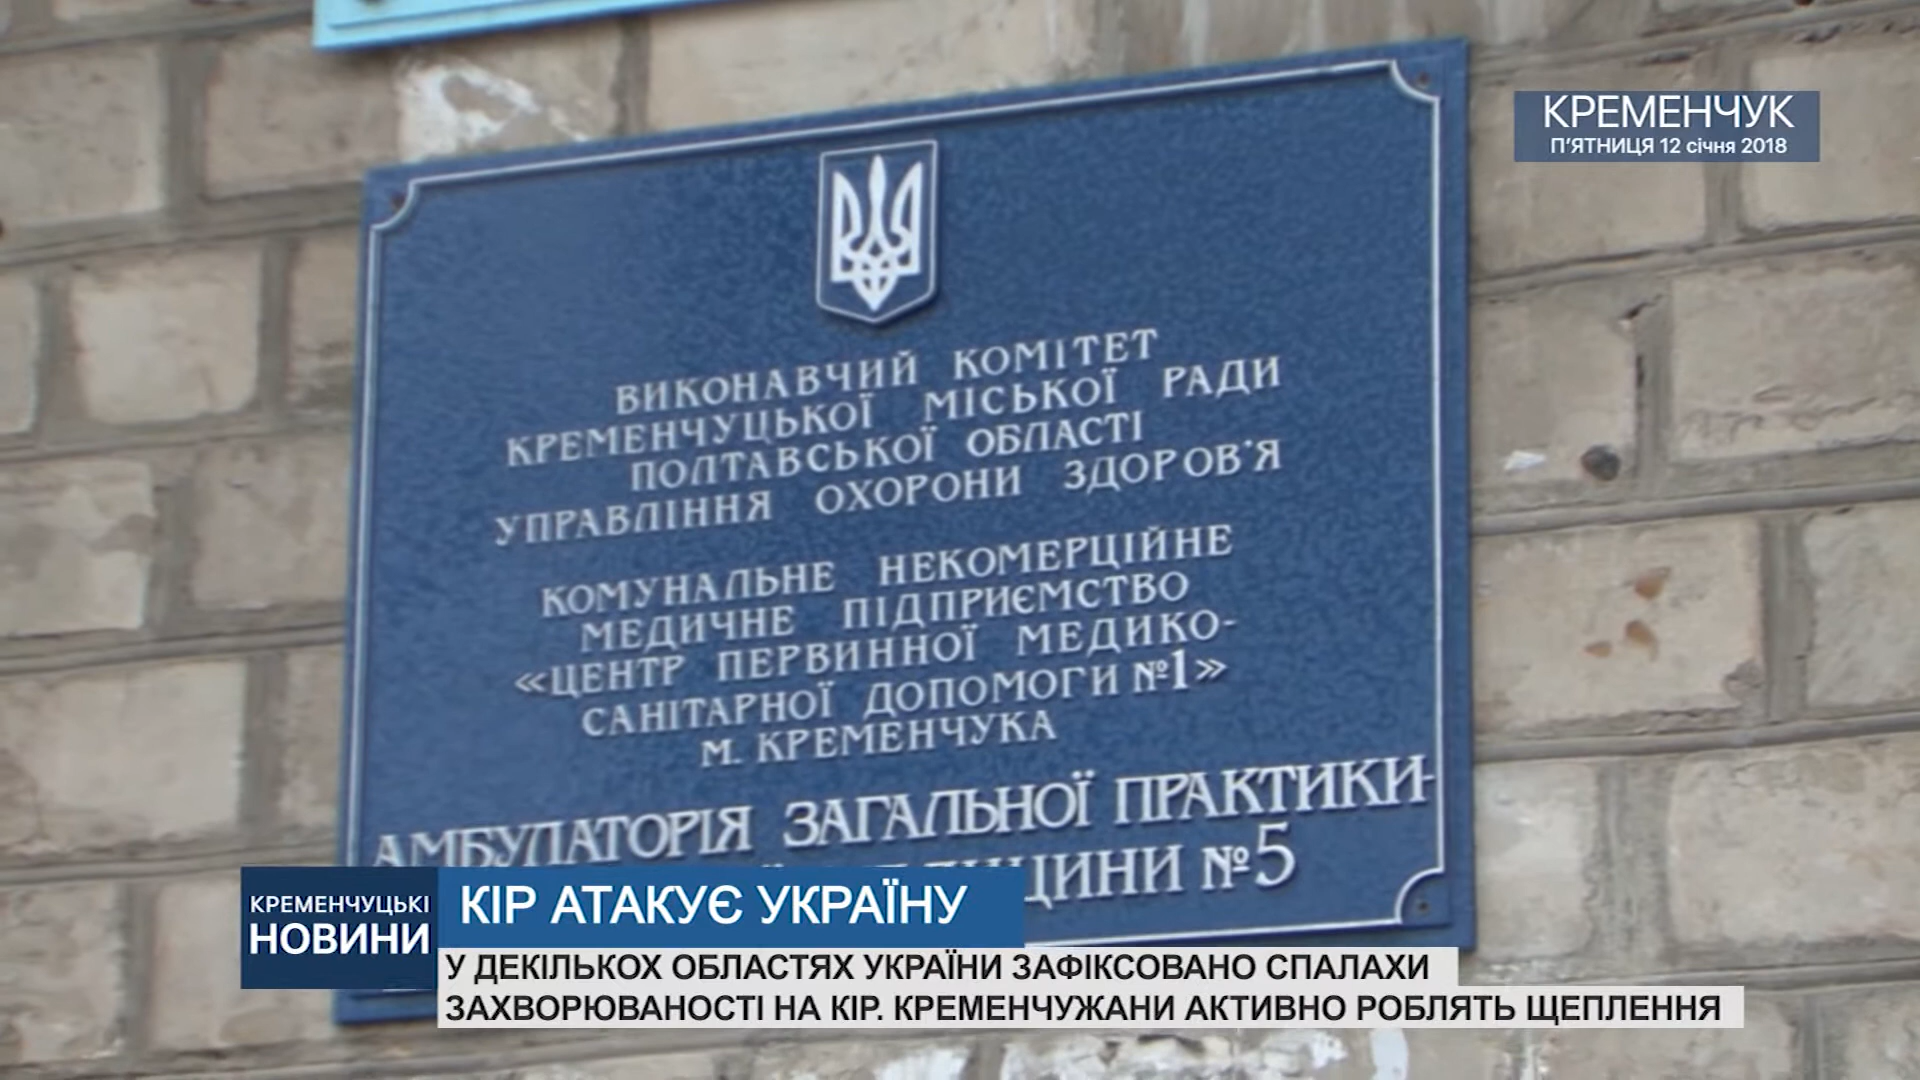 КРЕМЕНЧУК
П'ЯТНИЦЯ 12 січня 2018
ВИКОНАВЧИЙ КОМІТЕТ
КРЕМЕНЧУЦЬКОЇ МІСЬКОЇ РАДИ
ПОЛТАВСЬКОЇ ОБЛАСТІ
УПРАВЛІННЯ ОХОРОНИ ЗДОРОВ'Я
КОМУНАЛЬНЕ НЕКОМЕРЦІЙНЕ
МЕДИЧНЕ ПІДПРИЄМСТВО
«ЦЕНТР ПЕРВИННОЇ МЕДИКО-
САНІТАРНОЇ ДОПОМОГИ №1»
М. КРЕМЕНЧУКА
АМБУЛАТОРІЯ ЗАГАЛЬНОЇ ПРАКТИКИ-
№5
КРЕМЕНЧУЦЬКІ
НОВИНИ
КІР АТАКУЄ УКРАЇНУ
У ДЕКІЛЬКОХ ОБЛАСТЯХ УКРАЇНИ ЗАФІКСОВАНО СПАЛАХИ
ЗАХВОРЮВАНОСТІ НА КІР. КРЕМЕНЧУЖАНИ АКТИВНО РОБЛЯТЬ ЩЕПЛЕННЯ